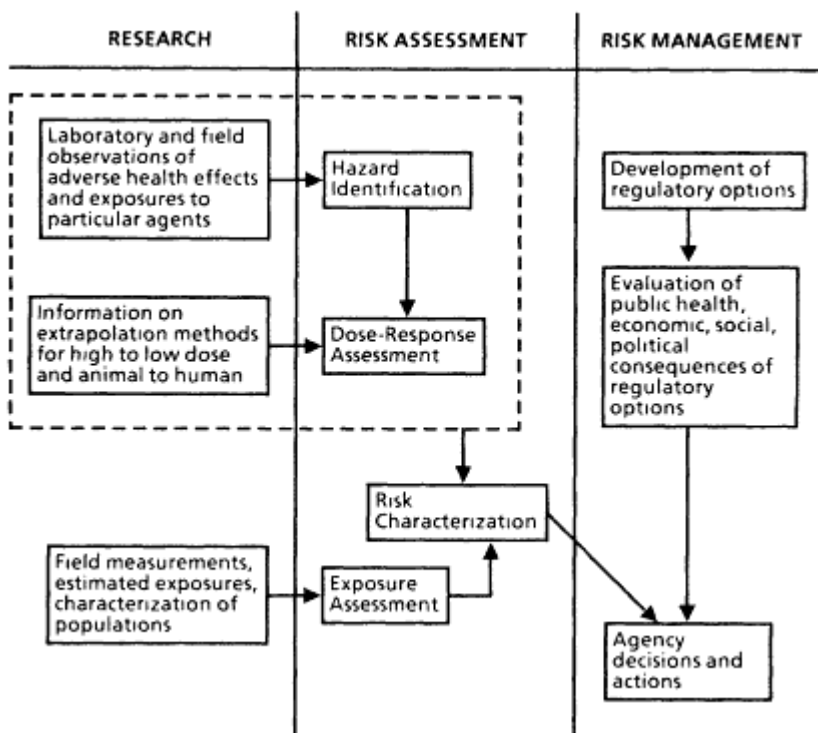 RESEARCH
RISK ASSESSMENT
RISK MANAGEMENT
Laboratory and field
observations of
adverse health effects
and exposures to
particular agents
Hazard
Identification
Development of
regulatory options
Information on
extrapolation methods
for high to low dose
and animal to human
Dose-Response
Assessment
Evaluation of
public health,
economic, social,
political
consequences of
regulatory
options
Risk
Characterization
Field measurements,
estimated exposures,
characterization of
populations
Exposure
Assessment
Agency
decisions and
actions